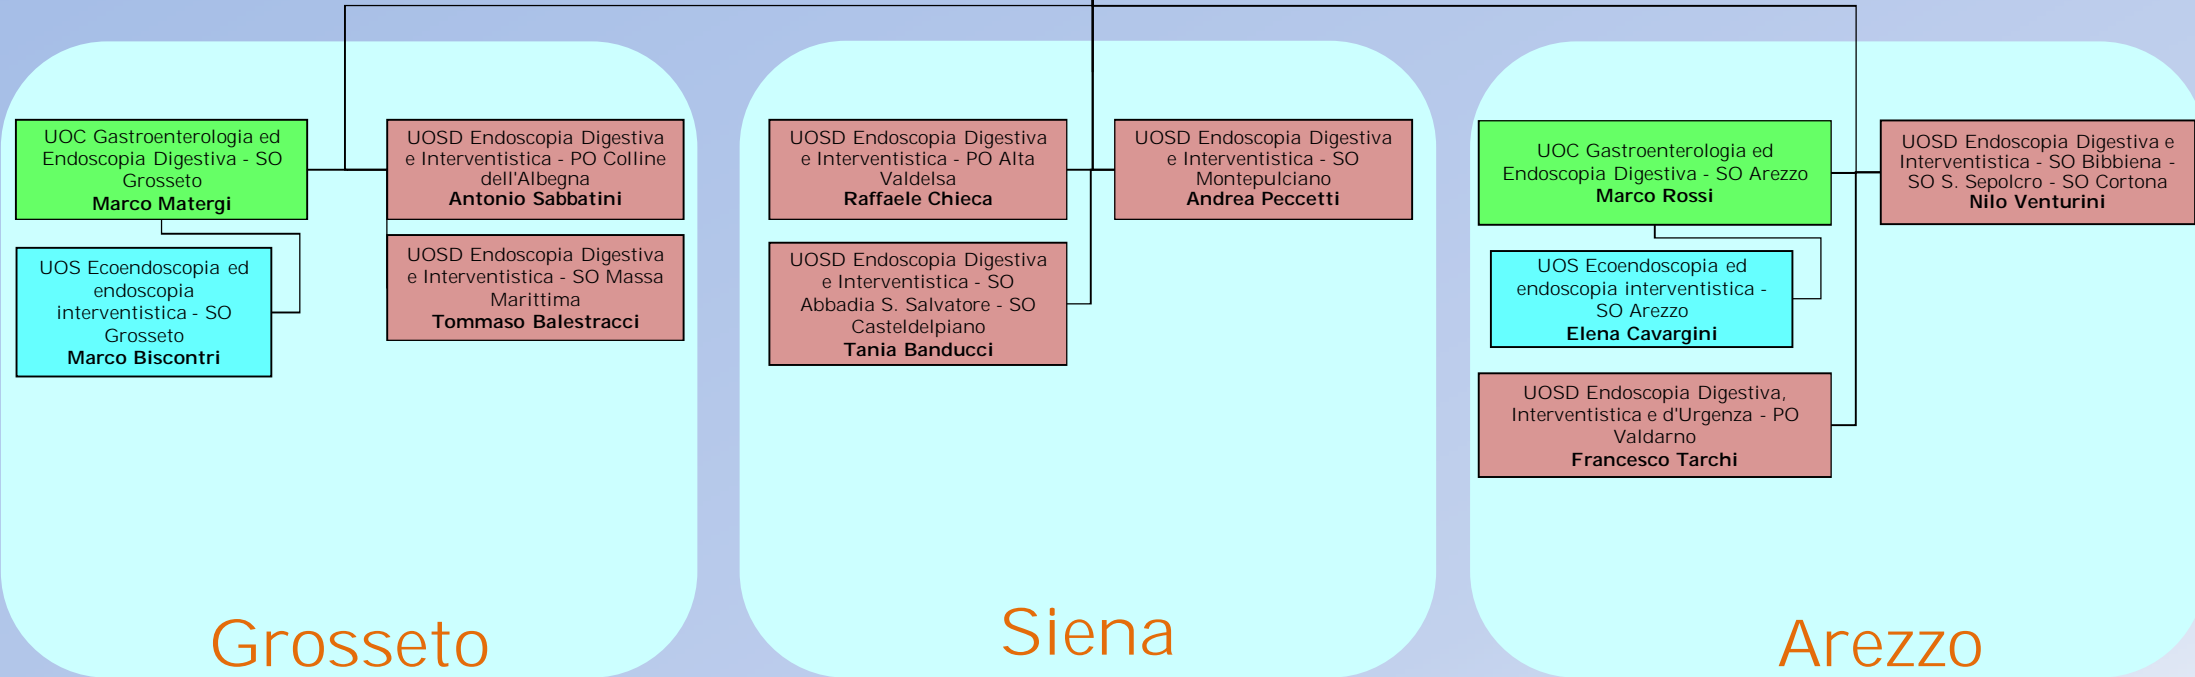 UOC Gastroenterologia ed
Endoscopia Digestiva - SO
Grosseto
Marco Matergi
UOS Ecoendoscopia ed
endoscopia
interventistica - SO
Grosseto
Marco Biscontri
UOSD Endoscopia Digestiva
e Interventistica - PO Colline
dell'Albegna
Antonio Sabbatini
UOSD Endoscopia Digestiva
e Interventistica - SO Massa
Marittima
Tommaso Balestracci
Grosseto
UOSD Endoscopia Digestiva
e Interventistica - PO Alta
Valdelsa
Raffaele Chieca
UOSD Endoscopia Digestiva
e Interventistica - SO
Montepulciano
Andrea Peccetti
UOSD Endoscopia Digestiva
e Interventistica - SO
Abbadia S. Salvatore - SO
Casteldelpiano
Tania Banducci
Siena
UOC Gastroenterologia ed
Endoscopia Digestiva - SO Arezzo
Marco Rossi
UOSD Endoscopia Digestiva e
Interventistica - SO Bibbiena -
SO S. Sepolcro - SO Cortona
Nilo Venturini
UOS Ecoendoscopia ed
endoscopia interventistica -
SO Arezzo
Elena Cavargini
UOSD Endoscopia Digestiva,
Interventistica e d'Urgenza - PO
Valdarno
Francesco Tarchi
Arezzo